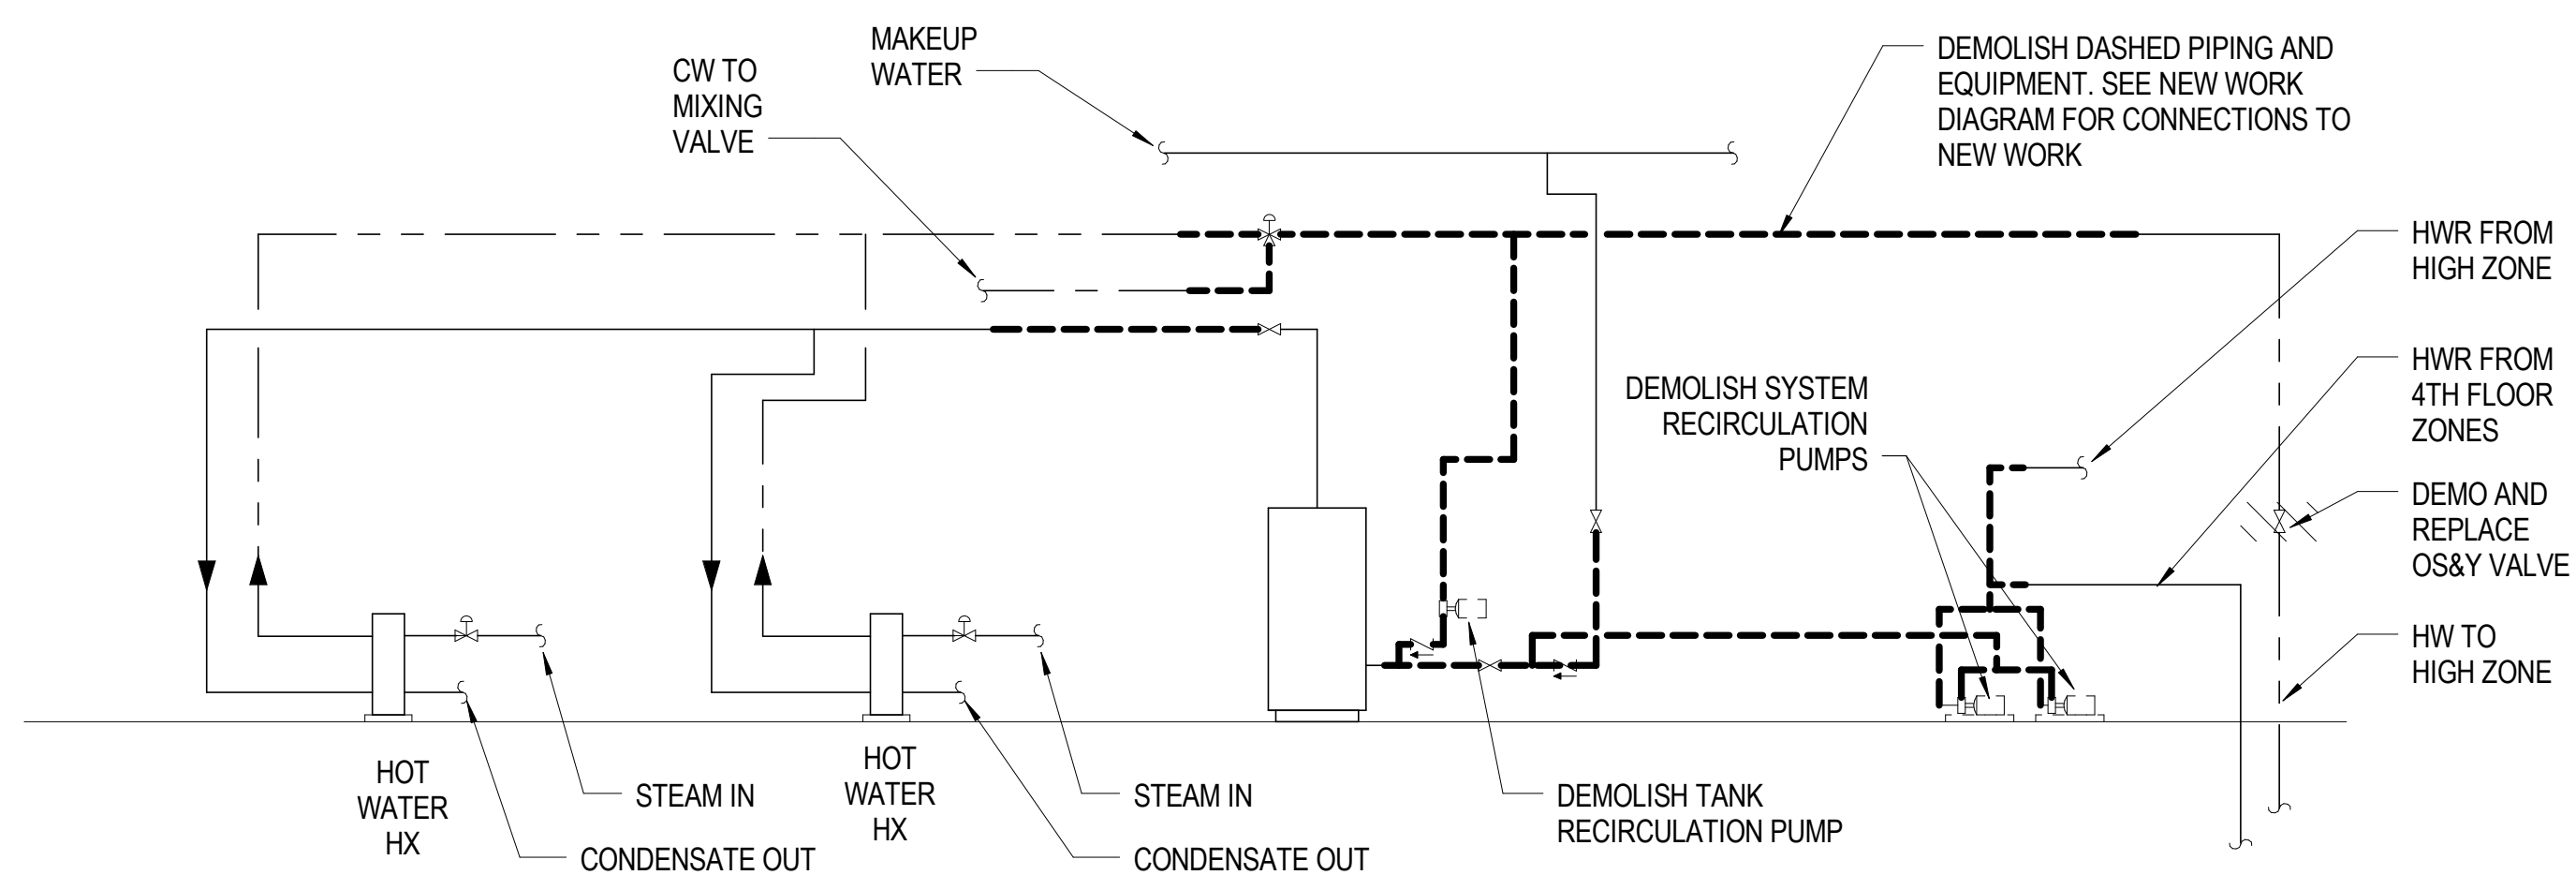 MAKEUP
WATER
CW TO
MIXING
VALVE
DEMOLISH DASHED PIPING AND
EQUIPMENT. SEE NEW WORK
DIAGRAM FOR CONNECTIONS TO
NEW WORK
HWR FROM
HIGH ZONE
HWR FROM
4TH FLOOR
ZONES
DEMOLISH SYSTEM
RECIRCULATION
PUMPS
DEMO AND
REPLACE
OS&Y VALVE
HW TO
HIGH ZONE
HOT
WATER
HX
STEAM IN
CONDENSATE OUT
HOT
WATER
HX
STEAM IN
CONDENSATE OUT
DEMOLISH TANK
RECIRCULATION PUMP